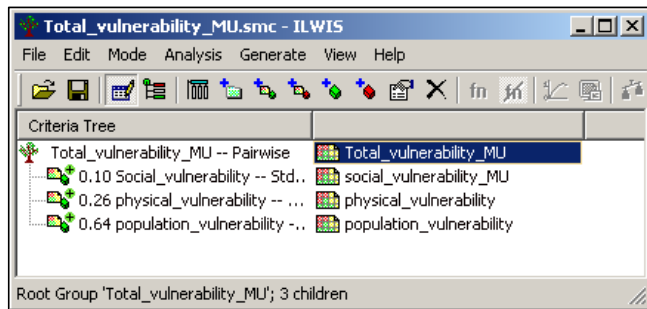 Total_vulnerability_MU.smc - ILWIS
File Edit Mode Analysis Generate View Help
fn fn
Criteria Tree
Total_vulnerability_MU -- Pairwise Total_vulnerability_MU
0.10 Social_vulnerability -- Std.. social_vulnerability_MU
0.26 physical_vulnerability -- ... physical_vulnerability
0.64 population_vulnerability -.. population_vulnerability
Root Group 'Total_vulnerability_MU'; 3 children